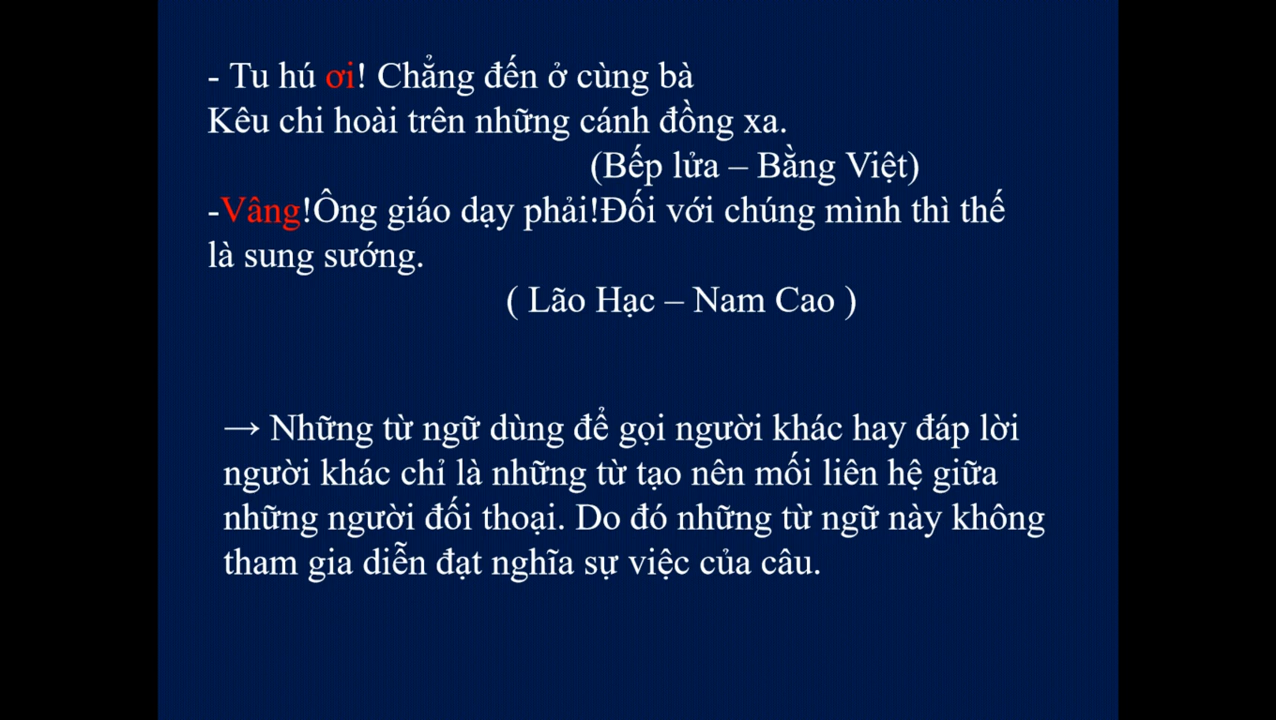 - Tu hú ơi! Chẳng đến ở cùng bà
Kêu chi hoài trên những cánh đồng xa.
(Bếp lửa – Bằng Việt)
-Vâng!Ông giáo dạy phải!Đối với chúng mình thì thế
là sung sướng.
( Lão Hạc – Nam Cao )
→ Những từ ngữ dùng để gọi người khác hay đáp lời
người khác chỉ là những từ tạo nên mối liên hệ giữa
những người đối thoại. Do đó những từ ngữ này không
tham gia diễn đạt nghĩa sự việc của câu.